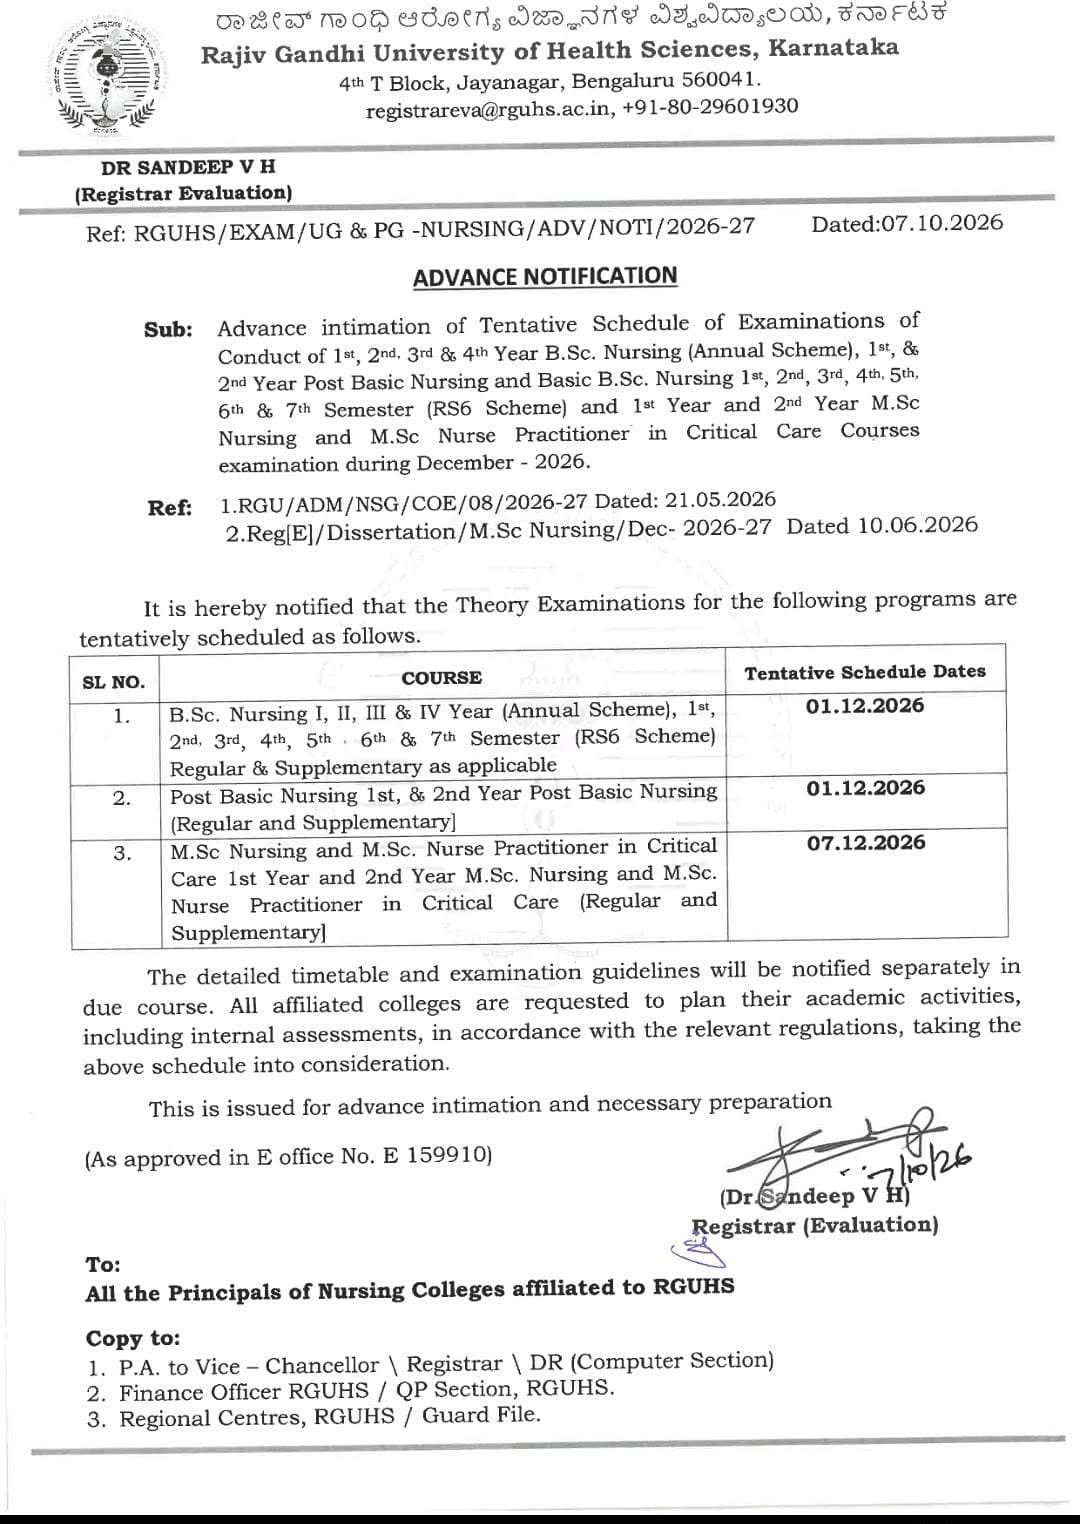 ರಾಜೀವ್ ಗಾಂಧಿ ಆರೋಗ್ಯ ವಿಜ್ಞಾನಗಳ ವಿಶ್ವವಿದ್ಯಾಲಯ, ಕರ್ನಾಟಕ
Rajiv Gandhi University of Health Sciences, Karnataka
4th T Block, Jayanagar, Bengaluru 560041.
registrareva@rguhs.ac.in, +91-80-29601930
DR SANDEEP V H
(Registrar Evaluation)
Ref: RGUHS/EXAM/UG & PG -NURSING/ADV/NOTI/2026-27 Dated:07.10.2026
ADVANCE NOTIFICATION
Sub: Advance intimation of Tentative Schedule of Examinations of
Conduct of 1st, 2nd, 3rd & 4th Year B.Sc. Nursing (Annual Scheme), 1st, &
2nd Year Post Basic Nursing and Basic B.Sc. Nursing 1st, 2nd, 3rd, 4th, 5th,
6th & 7th Semester (RS6 Scheme) and 1st Year and 2nd Year M.Sc
Nursing and M.Sc Nurse Practitioner in Critical Care Courses
examination during December - 2026.
Ref: 1.RGU/ADM/NSG/COE/08/2026-27 Dated: 21.05.2026
2.Reg[E]/Dissertation/M.Sc Nursing/Dec- 2026-27 Dated 10.06.2026
It is hereby notified that the Theory Examinations for the following programs are
tentatively scheduled as follows.
SL NO. COURSE Tentative Schedule Dates
1. B.Sc. Nursing I, II, III & IV Year (Annual Scheme), 1st, 01.12.2026
2nd, 3rd, 4th, 5th , 6th & 7th Semester (RS6 Scheme)
Regular & Supplementary as applicable
2. Post Basic Nursing 1st, & 2nd Year Post Basic Nursing 01.12.2026
(Regular and Supplementary]
3. M.Sc Nursing and M.Sc. Nurse Practitioner in Critical 07.12.2026
Care 1st Year and 2nd Year M.Sc. Nursing and M.Sc.
Nurse Practitioner in Critical Care (Regular and
Supplementary]
The detailed timetable and examination guidelines will be notified separately in
due course. All affiliated colleges are requested to plan their academic activities,
including internal assessments, in accordance with the relevant regulations, taking the
above schedule into consideration.
This is issued for advance intimation and necessary preparation
(As approved in E office No. E 159910)
7/10/26
(Dr.Sandeep V H)
Registrar (Evaluation)
To:
All the Principals of Nursing Colleges affiliated to RGUHS
Copy to:
1. P.A. to Vice – Chancellor \ Registrar \ DR (Computer Section)
2. Finance Officer RGUHS / QP Section, RGUHS.
3. Regional Centres, RGUHS / Guard File.